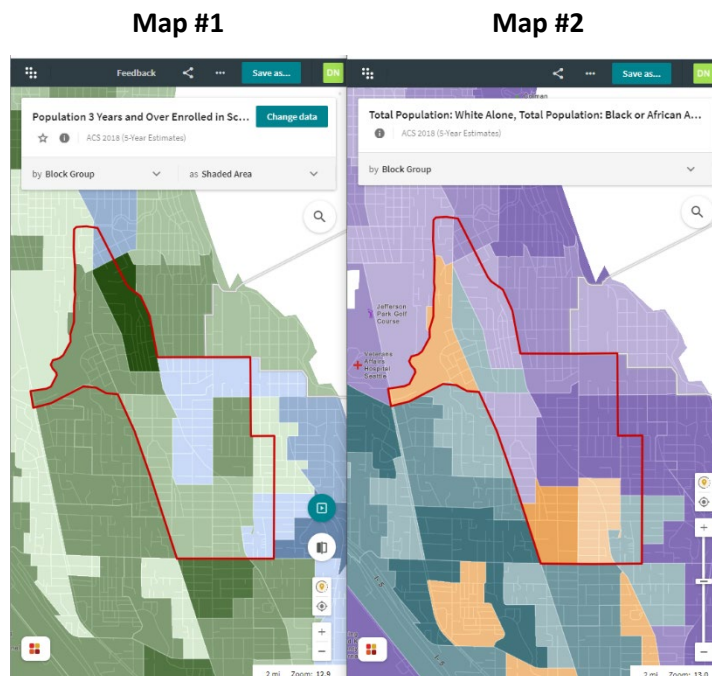 Map #1
Map #2
Feedback
Save as...
DN
Save as...
DN
Population 3 Years and Over Enrolled in Sc...
Change data
ACS 2018 (5-Year Estimates)
by Block Group
as Shaded Area
Total Population: White Alone, Total Population: Black or African A...
ACS 2018 (5-Year Estimates)
by Block Group
Jefferson
Park Golf
Course
Veterans
Affairs
Hospital
Seattle
2 mi Zoom: 12.9
2 mi Zoom: 13.0